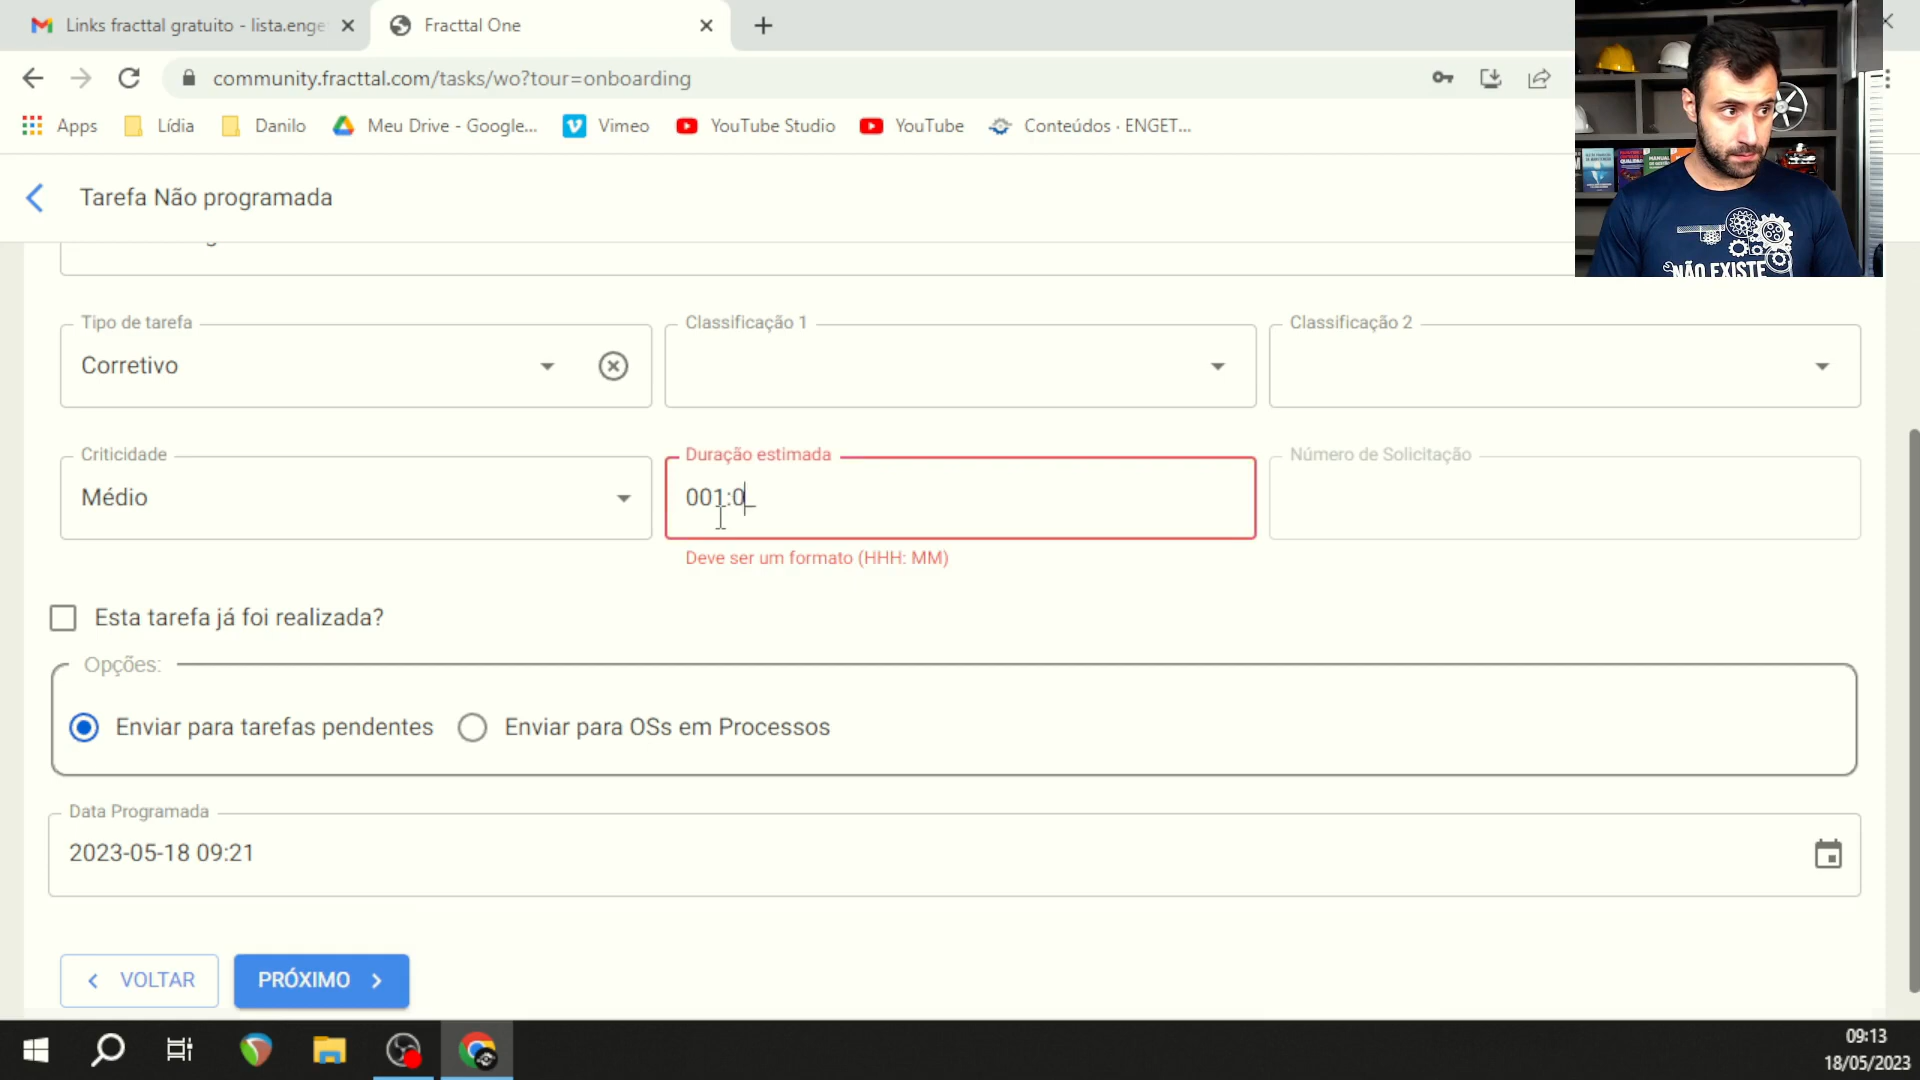 Links fracttal gratuito - lista.enge
Fracttal One
community.fracttal.com/tasks/wo?tour=onboarding
Apps
Lídia
Danilo
Meu Drive - Google...
Vimeo
YouTube Studio
YouTube
Conteúdos · ENGET...
Tarefa Não programada
NÃO EXISTE
Tipo de tarefa
Corretivo
Classificação 1
Classificação 2
Criticidade
Médio
Duração estimada
001:0_
Número de Solicitação
Deve ser um formato (HHH: MM)
Esta tarefa já foi realizada?
Opções:
Enviar para tarefas pendentes
Enviar para OSs em Processos
Data Programada
2023-05-18 09:21
VOLTAR
PRÓXIMO
09:13
18/05/2023